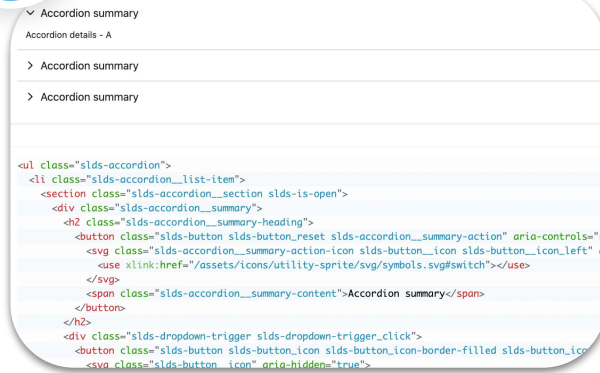 Accordion summary
Accordion details - A
Accordion summary
Accordion summary
<ul class="slds-accordion">
<li class="slds-accordion__list-item">
<section class="slds-accordion__section slds-is-open">
<div class="slds-accordion__summary">
<h2 class="slds-accordion__summary-heading">
<button class="slds-button slds-button_reset slds-accordion__summary-action" aria-controls="
<svg class="slds-accordion__summary-action-icon slds-button__icon slds-button__icon_left"
<use xlink:href="/assets/icons/utility-sprite/svg/symbols.svg#switch"></use>
</svg>
<span class="slds-accordion__summary-content">Accordion summary</span>
</button>
</h2>
<div class="slds-dropdown-trigger slds-dropdown-trigger_click">
<button class="slds-button slds-button_icon slds-button_icon-border-filled slds-button_ico
<svg class="slds-button__icon" aria-hidden="true">